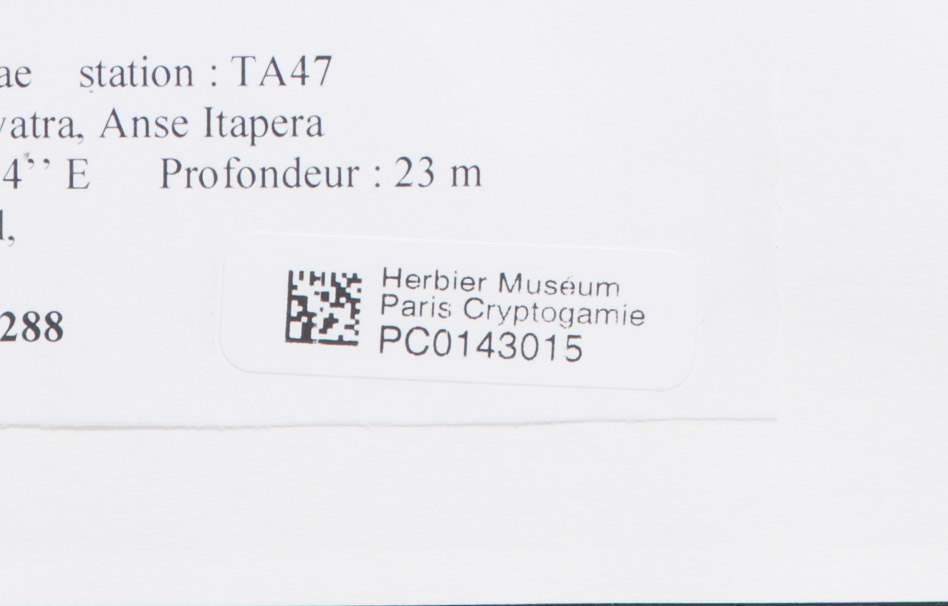 ae station : TA47
vatra, Anse Itapera
4’’ E Profondeur : 23 m
l,
288
Herbier Muséum
Paris Cryptogamie
PC0143015